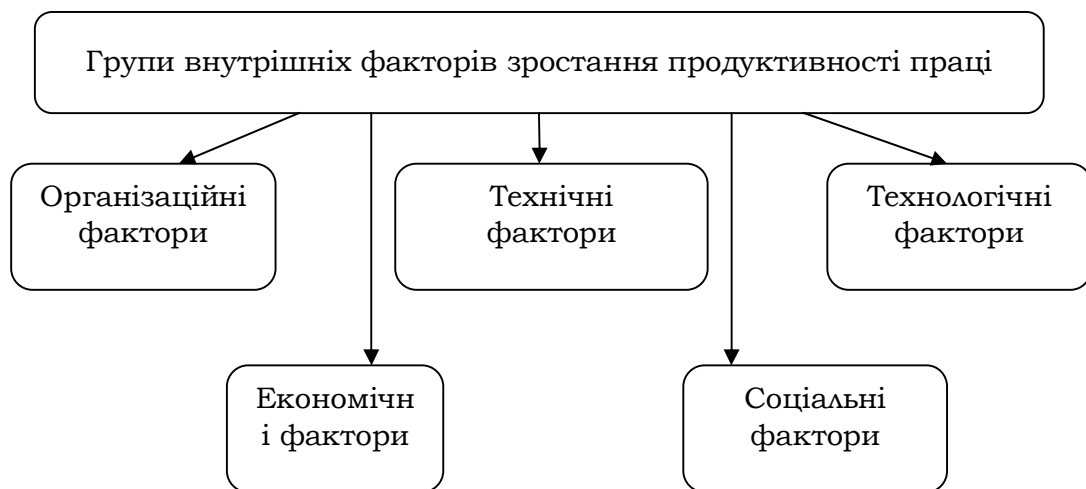 Групи внутрішніх факторів зростання продуктивності праці
Організаційні
фактори
Технічні
фактори
Технологічні
фактори
Економічн
і фактори
Соціальні
фактори